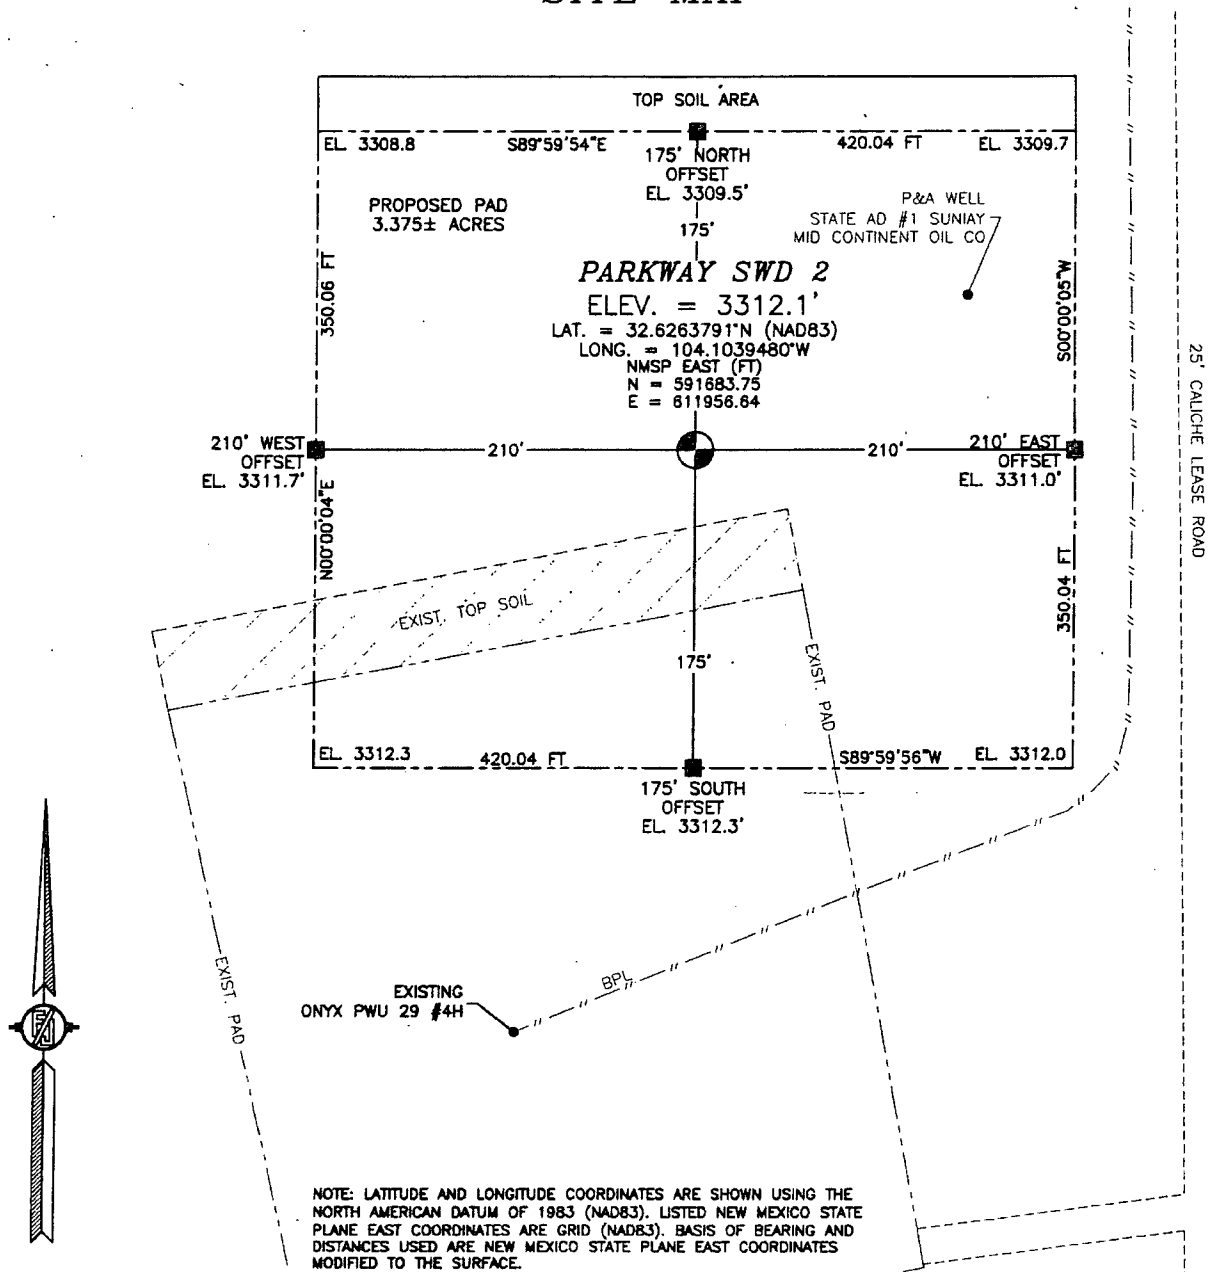 SITE MAP
TOP SOIL AREA
EL. 3308.8
S89°59'54"E
420.04 FT
EL. 3309.7
175' NORTH
OFFSET
EL. 3309.5'
175'
PROPOSED PAD
3.375± ACRES
P&A WELL
STATE AD #1 SUNIAY
MID CONTINENT OIL CO
350.06 FT
S00°00'05"W
PARKWAY SWD 2
ELEV. = 3312.1'
LAT. = 32.6263791°N (NAD83)
LONG. = 104.1039480°W
NMSP EAST (FT)
N = 591683.75
E = 611956.64
25' CALICHE LEASE ROAD
210' WEST
OFFSET
EL. 3311.7'
210'
210'
210' EAST
OFFSET
EL. 3311.0'
N00°00'04"E
350.04 FT
EXIST. TOP SOIL
175'
EXIST. PAD
EL. 3312.3
420.04 FT
S89°59'56"W
EL. 3312.0
175' SOUTH
OFFSET
EL. 3312.3'
EXIST. PAD
BPL
EXISTING
ONYX PWU 29 #4H
NOTE: LATITUDE AND LONGITUDE COORDINATES ARE SHOWN USING THE
NORTH AMERICAN DATUM OF 1983 (NAD83). LISTED NEW MEXICO STATE
PLANE EAST COORDINATES ARE GRID (NAD83). BASIS OF BEARING AND
DISTANCES USED ARE NEW MEXICO STATE PLANE EAST COORDINATES
MODIFIED TO THE SURFACE.